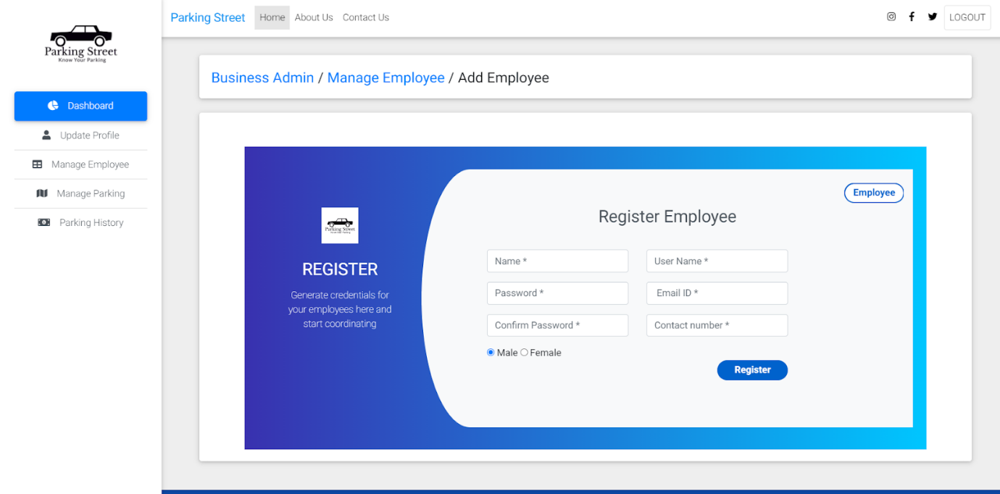 Parking Street
Know Your Parking
Dashboard
Update Profile
Manage Employee
Manage Parking
Parking History
Parking Street Home About Us Contact Us LOGOUT
Business Admin / Manage Employee / Add Employee
Parking Street
REGISTER
Generate credentials for
your employees here and
start coordinating
Employee
Register Employee
Name * User Name *
Password * Email ID *
Confirm Password * Contact number *
Male Female
Register